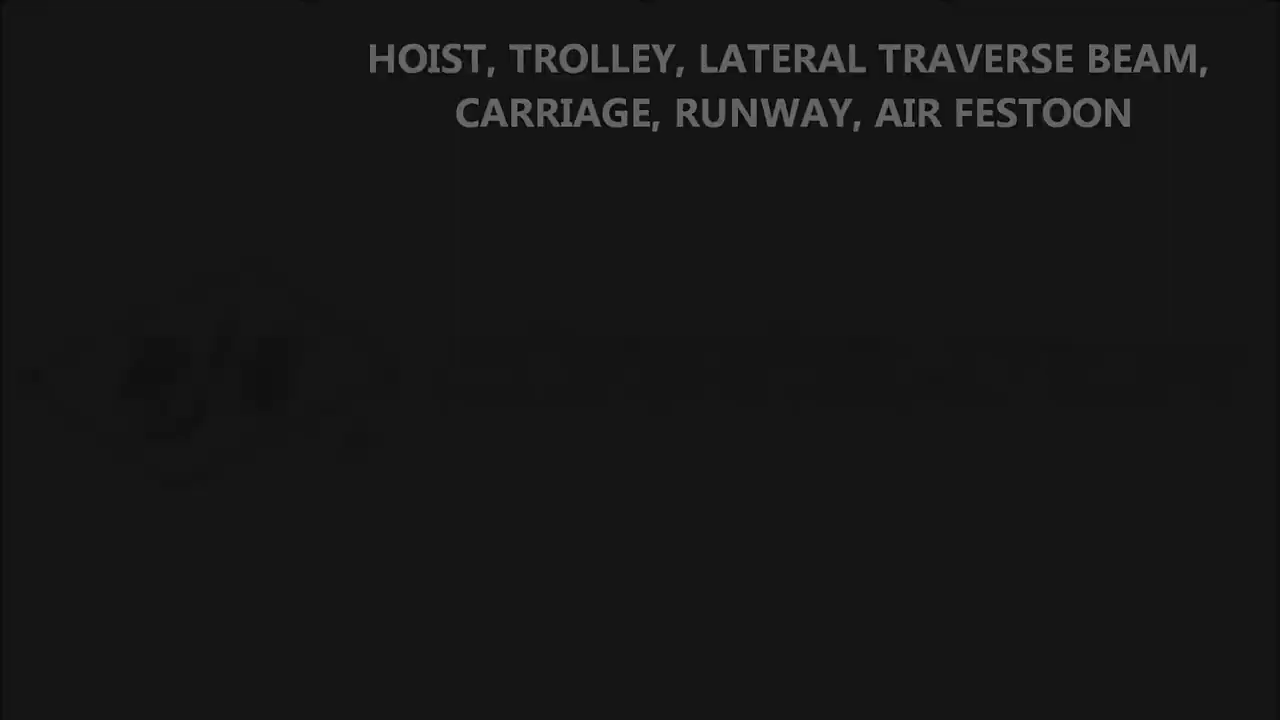 HOIST, TROLLEY, LATERAL TRAVERSE BEAM,
CARRIAGE, RUNWAY, AIR FESTOON